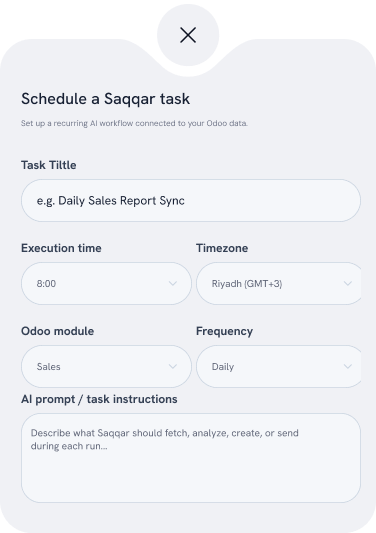 Schedule a Saqqar task
Set up a recurring AI workflow connected to your Odoo data.
Task Tiltle
e.g. Daily Sales Report Sync
Execution time
Timezone
8:00
Riyadh (GMT+3)
Odoo module
Frequency
Sales
Daily
AI prompt / task instructions
Describe what Saqqar should fetch, analyze, create, or send
during each run...